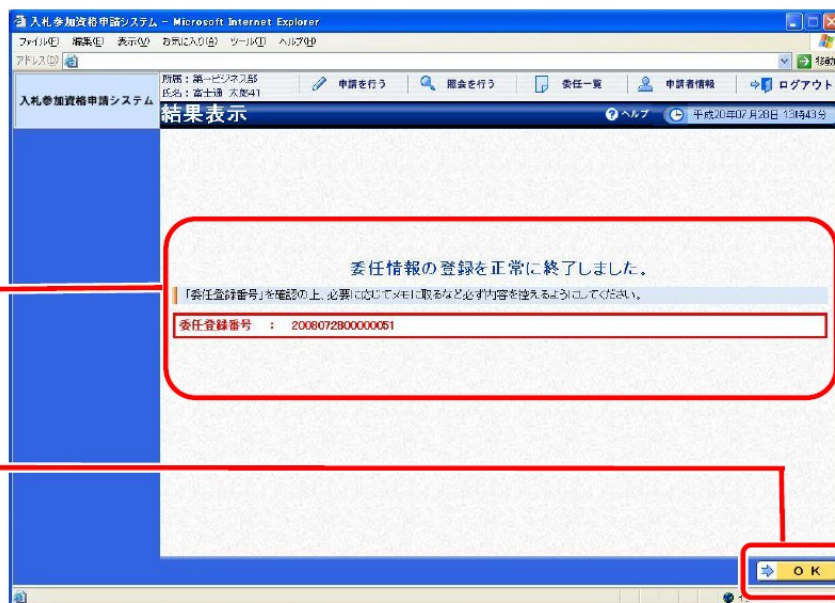 入札参加資格申請システム - Microsoft Internet Explorer
ファイル(F) 編集(E) 表示(V) お気に入り(A) ツール(T) ヘルプ(H)
アドレス(D) 移動
入札参加資格申請システム
所属：第一ビジネス部
氏名：富士通 太郎41
申請を行う 照会を行う 委任一覧 申請者情報 ログアウト
結果表示 ヘルプ 平成20年07月28日 13時43分
委任情報の登録を正常に終了しました。
「委任登録番号」を確認の上、必要に応じてメモに取るなど必ず内容を控えるようにしてください。
委任登録番号 ： 2008072800000051
OK